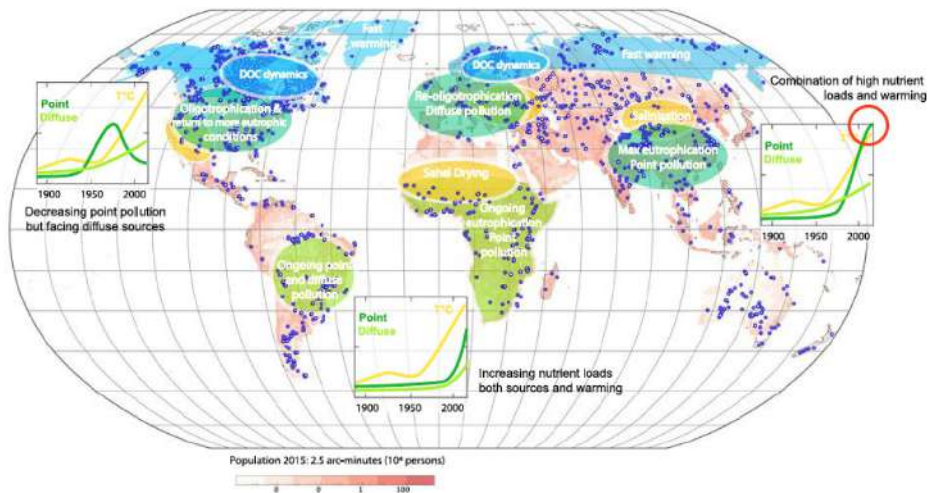 Fast
warming
Fast warming
DOC dynamics
DOC dynamics
Combination of high nutrient
loads and warming
Point
Diffuse
T°C
1900
1950
2000
Decreasing point pollution
but facing diffuse sources
Oligotrophication &
return to more eutrophic
conditions
Re-oligotrophication
Diffuse pollution
Salinisation
Max eutrophication
Point pollution
Point
Diffuse
T
1900
1950
2000
Sahel Drying
Ongoing
eutrophication
Point
pollution
Ongoing point
and diffuse
pollution
Point
Diffuse
T°C
1900
1950
2000
Increasing nutrient loads
both sources and warming
Population 2015: 2.5 arc-minutes (10⁴ persons)
0
0
1
100